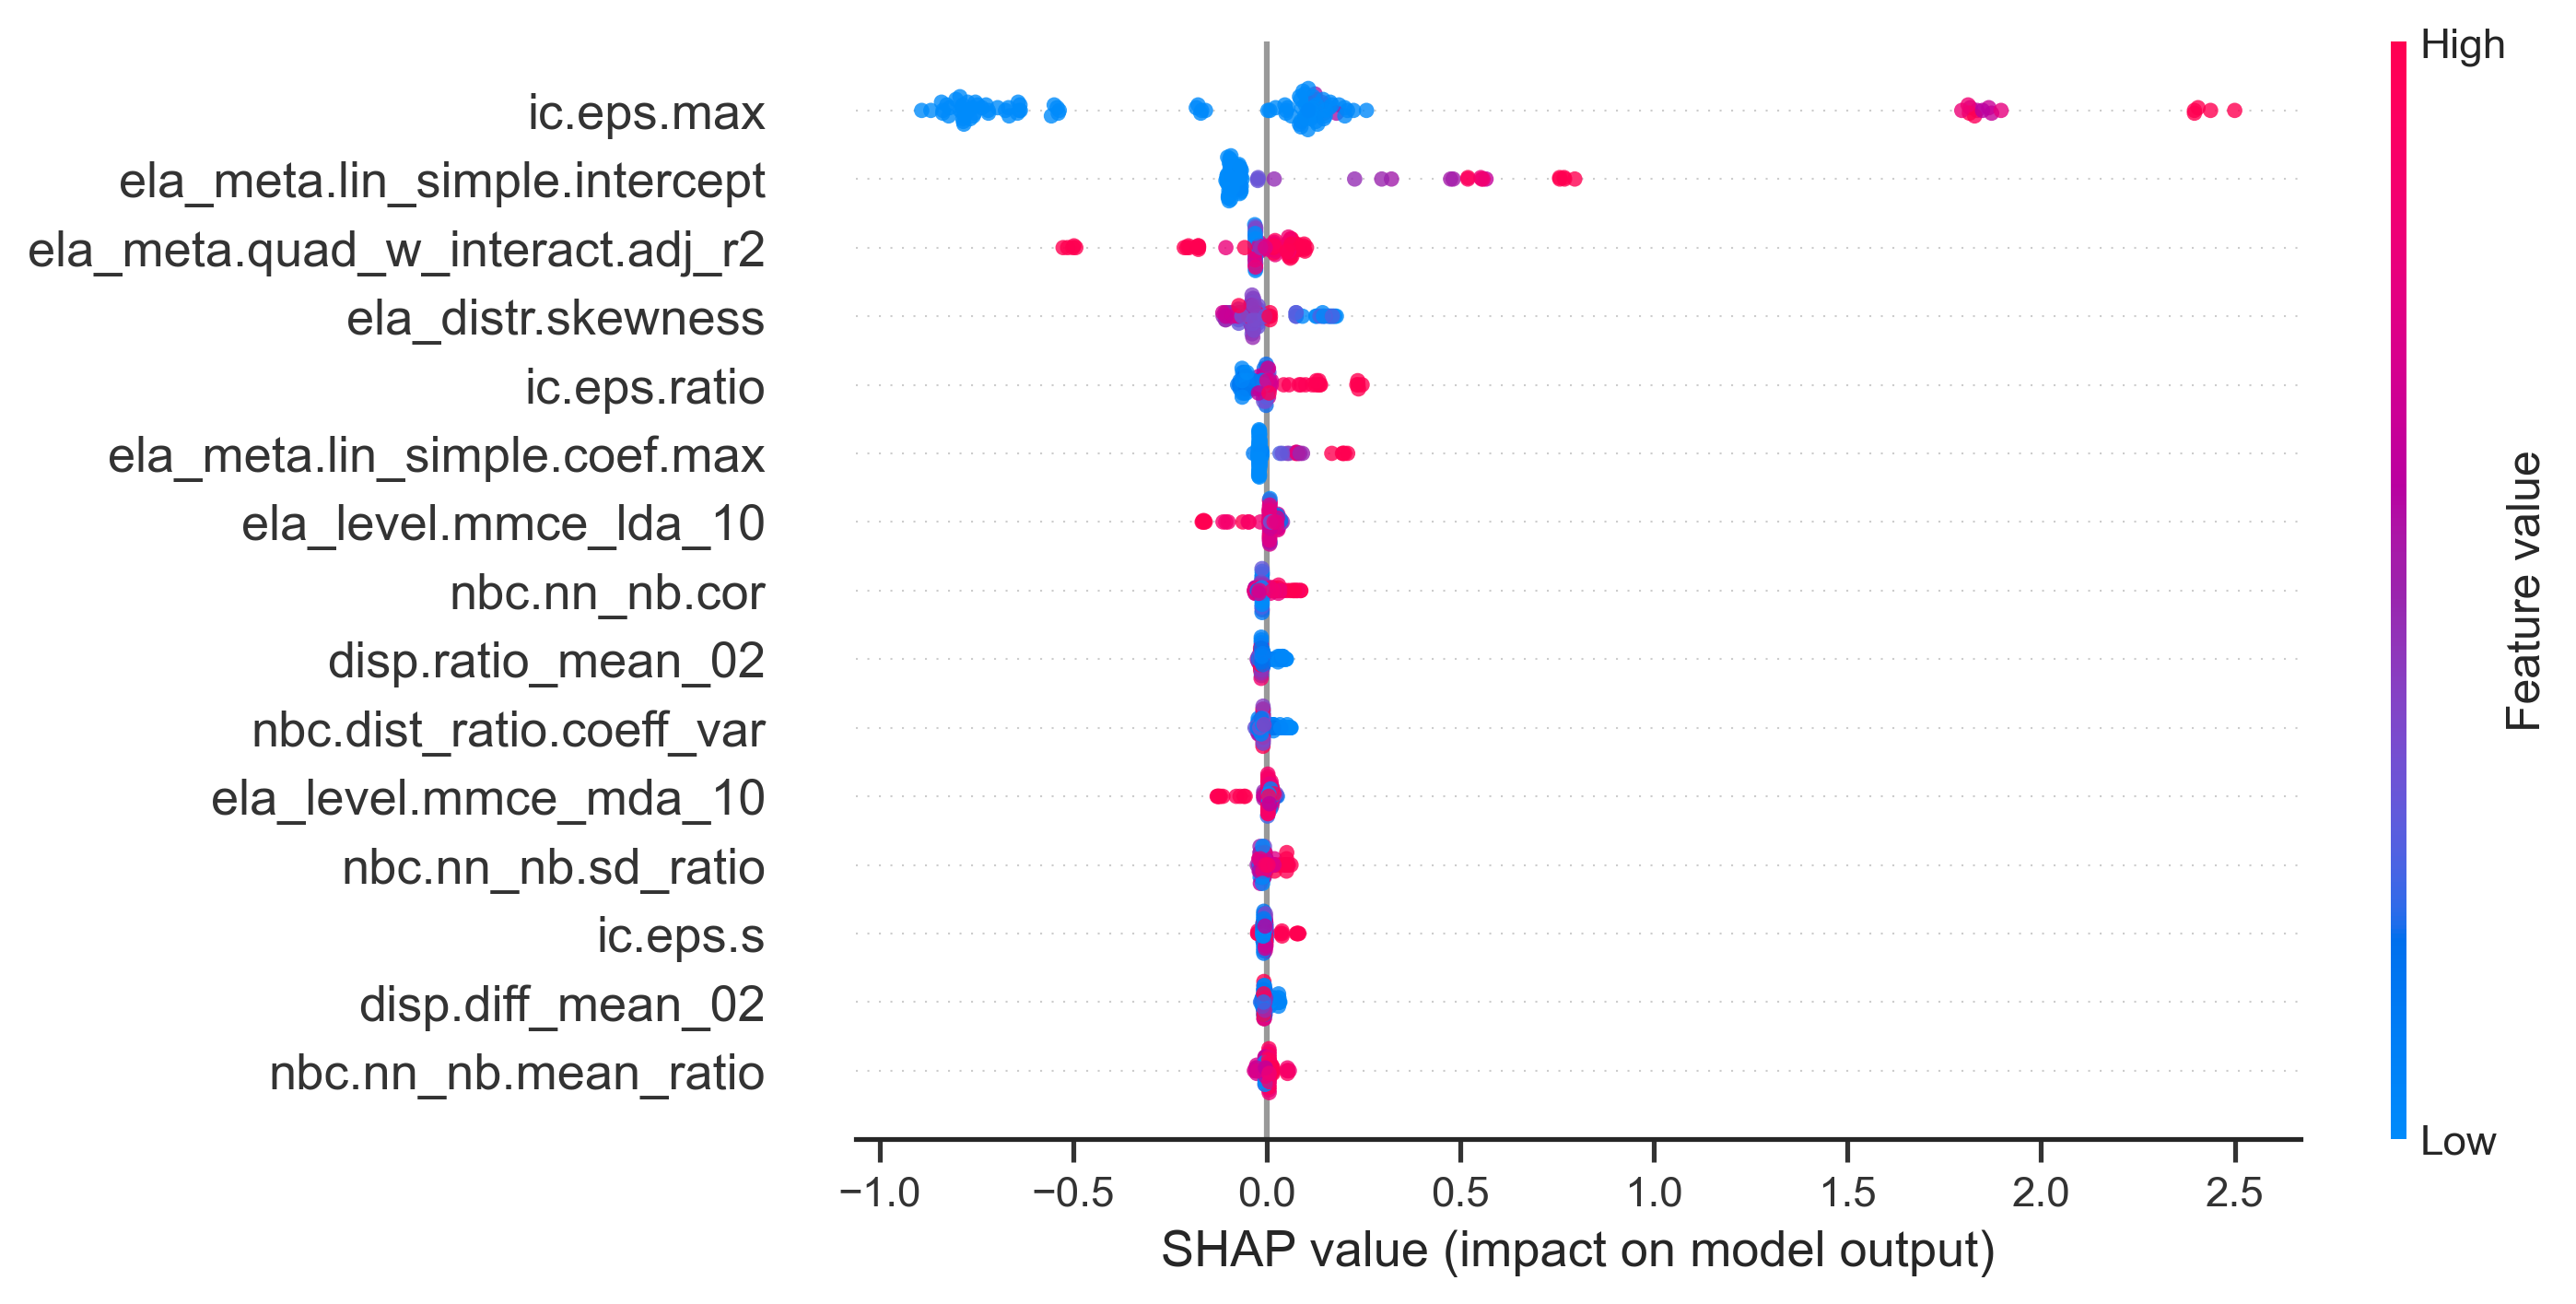 High
ic.eps.max
ela_meta.lin_simple.intercept
ela_meta.quad_w_interact.adj_r2
ela_distr.skewness
ic.eps.ratio
ela_meta.lin_simple.coef.max
ela_level.mmce_lda_10
nbc.nn_nb.cor
disp.ratio_mean_02
nbc.dist_ratio.coeff_var
ela_level.mmce_mda_10
nbc.nn_nb.sd_ratio
ic.eps.s
disp.diff_mean_02
nbc.nn_nb.mean_ratio
Feature value
Low
−1.0 −0.5 0.0 0.5 1.0 1.5 2.0 2.5
SHAP value (impact on model output)